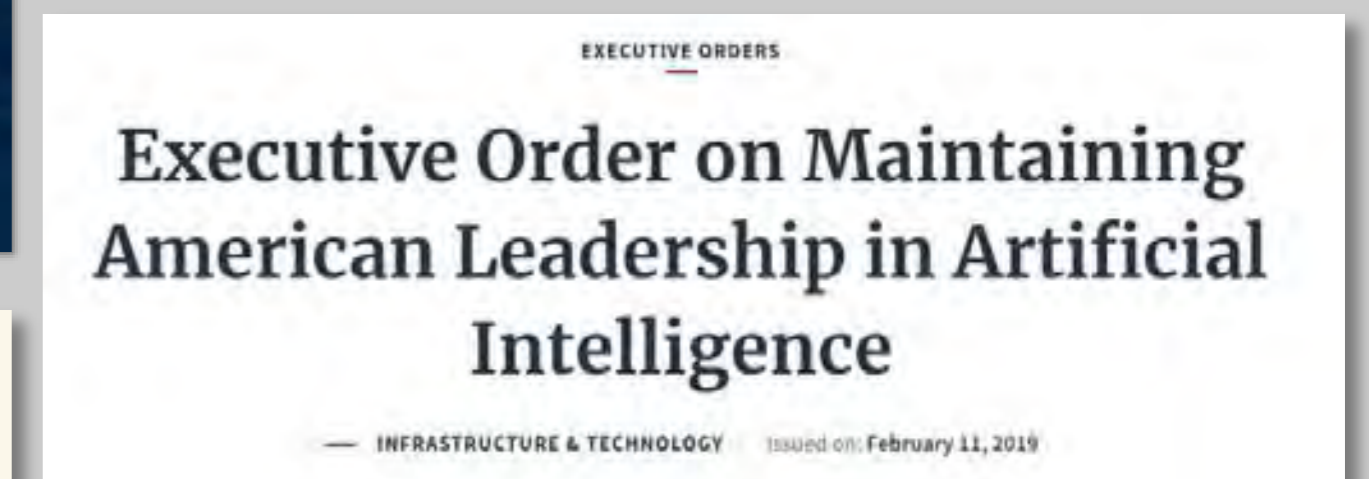 EXECUTIVE ORDERS
Executive Order on Maintaining
American Leadership in Artificial
Intelligence
— INFRASTRUCTURE & TECHNOLOGY Issued on: February 11, 2019